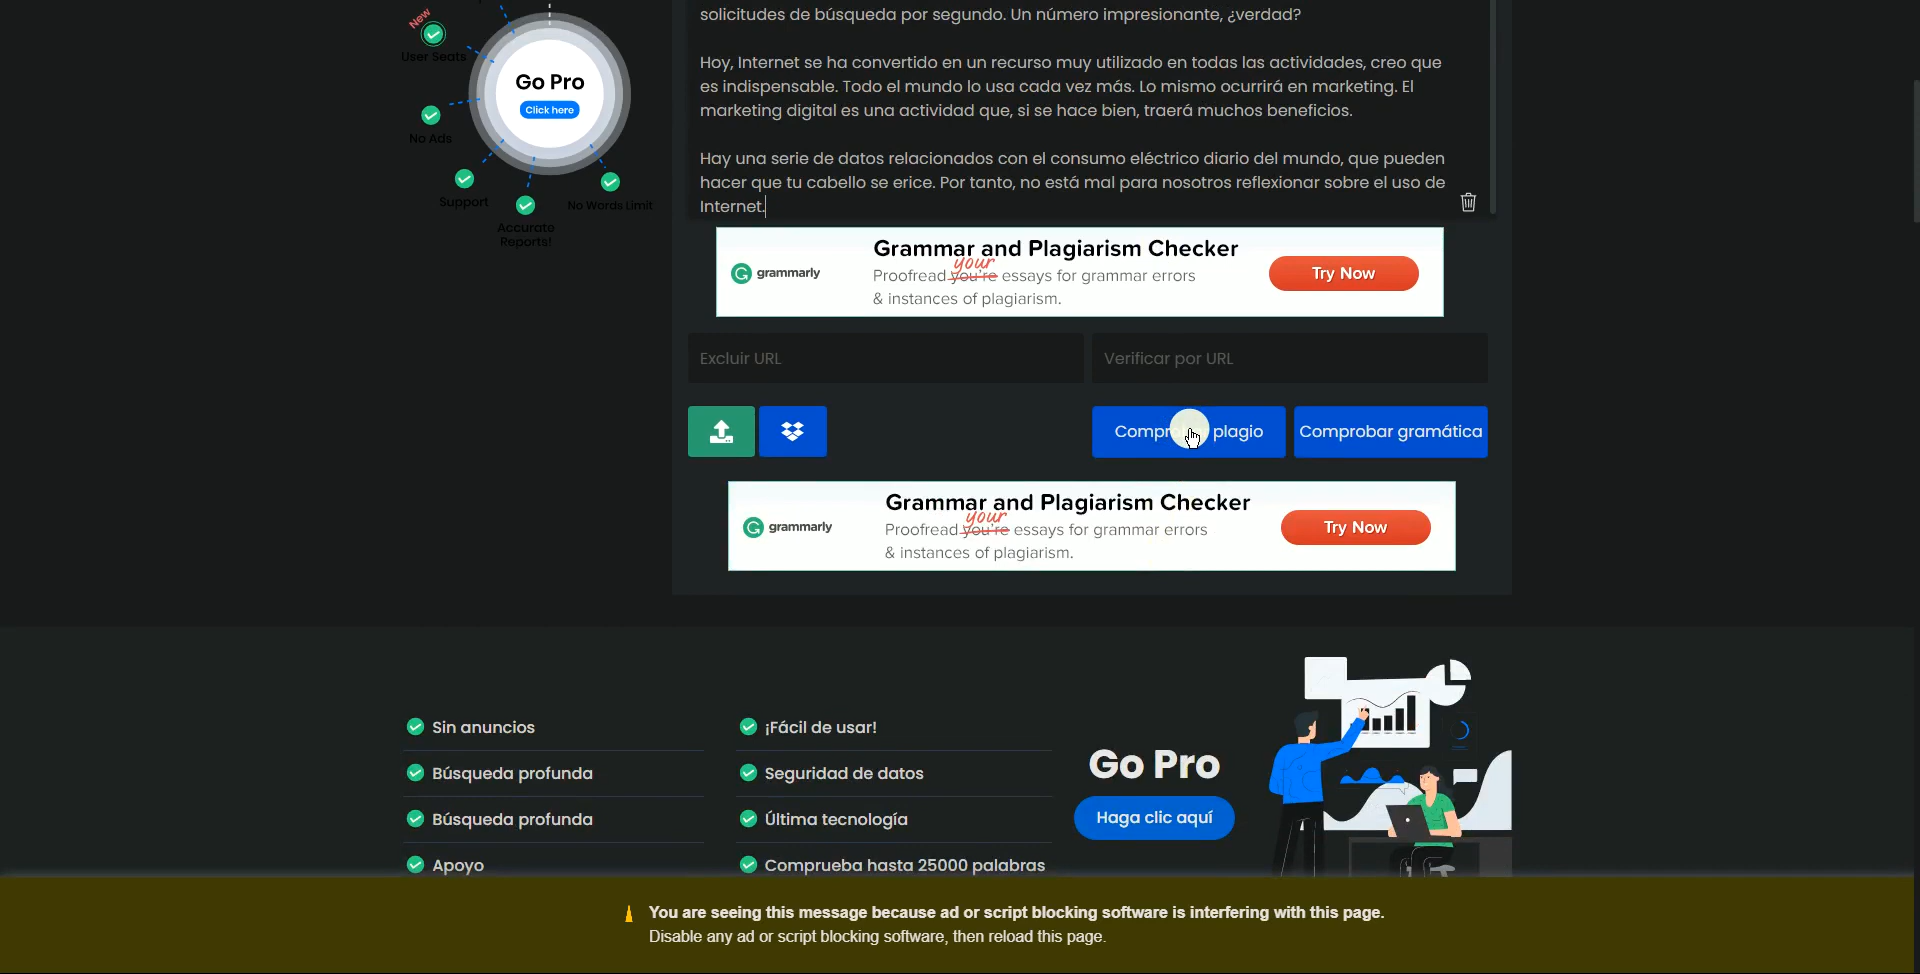 solicitudes de búsqueda por segundo. Un número impresionante, ¿verdad?
Hoy, Internet se ha convertido en un recurso muy utilizado en todas las actividades, creo que
es indispensable. Todo el mundo lo usa cada vez más. Lo mismo ocurrirá en marketing. El
marketing digital es una actividad que, si se hace bien, traerá muchos beneficios.
Hay una serie de datos relacionados con el consumo eléctrico diario del mundo, que pueden
hacer que tu cabello se erice. Por tanto, no está mal para nosotros reflexionar sobre el uso de
Internet.
New
User Seats
Go Pro
Click here
No Ads
Support
No Words Limit
Accurate
Reports!
Grammar and Plagiarism Checker
grammarly
your
Proofread you're essays for grammar errors
& instances of plagiarism.
Try Now
Excluir URL
Verificar por URL
plagio
Comprobar gramática
Grammar and Plagiarism Checker
grammarly
your
Proofread you're essays for grammar errors
& instances of plagiarism.
Try Now
Sin anuncios
¡Fácil de usar!
Búsqueda profunda
Seguridad de datos
Búsqueda profunda
Última tecnología
Apoyo
Comprueba hasta 25000 palabras
Go Pro
Haga clic aquí
You are seeing this message because ad or script blocking software is interfering with this page.
Disable any ad or script blocking software, then reload this page.